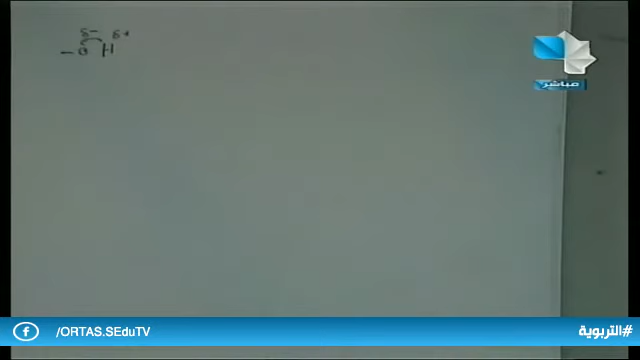 δ- δ+
- O H
مباشر
/ORTAS.SEduTV
#التربوية